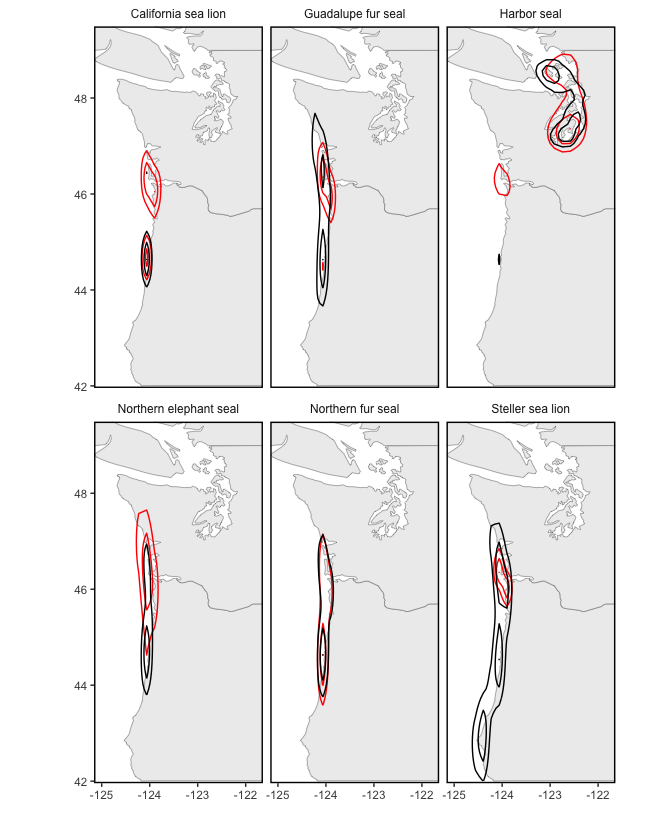 California sea lion Guadalupe fur seal Harbor seal
48
46
44
42
Northern elephant seal Northern fur seal Steller sea lion
48
46
44
42
-125 -124 -123 -122 -125 -124 -123 -122 -125 -124 -123 -122